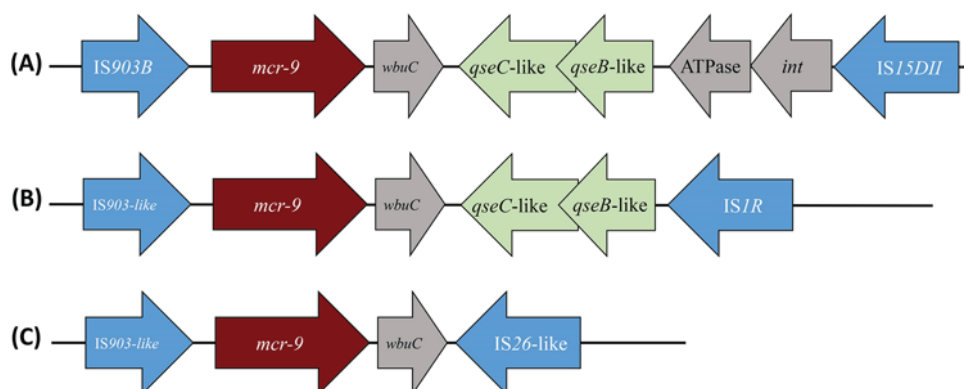 (A) IS903B mcr-9 wbuC qseC-like qseB-like ATPase int IS15DII
(B) IS903-like mcr-9 wbuC qseC-like qseB-like IS1R
(C) IS903-like mcr-9 wbuC IS26-like